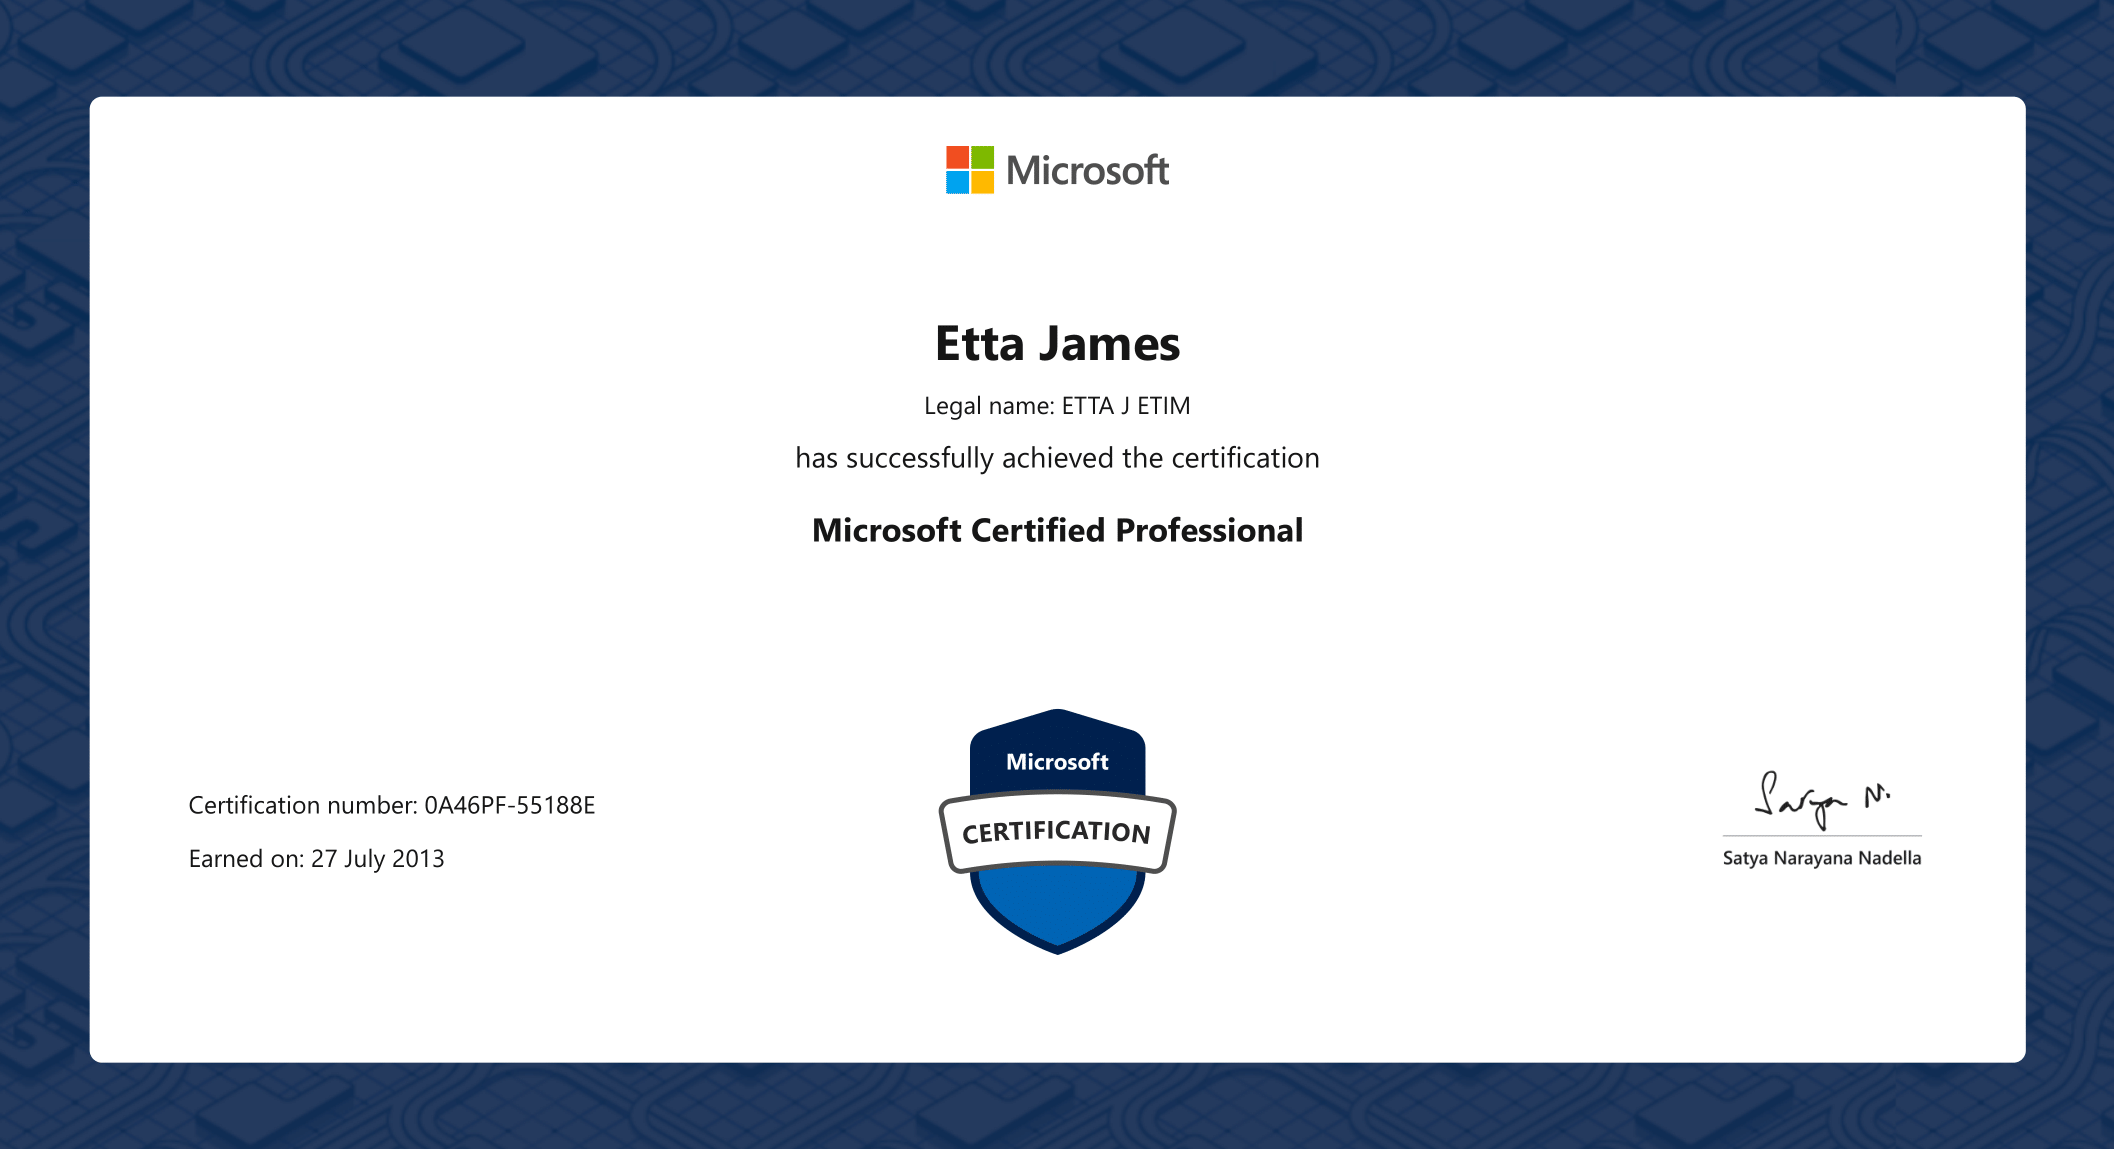 Microsoft
Etta James
Legal name: ETTA J ETIM
has successfully achieved the certification
Microsoft Certified Professional
Microsoft
CERTIFICATION
Certification number: 0A46PF-55188E
Earned on: 27 July 2013
Satya N.
Satya Narayana Nadella